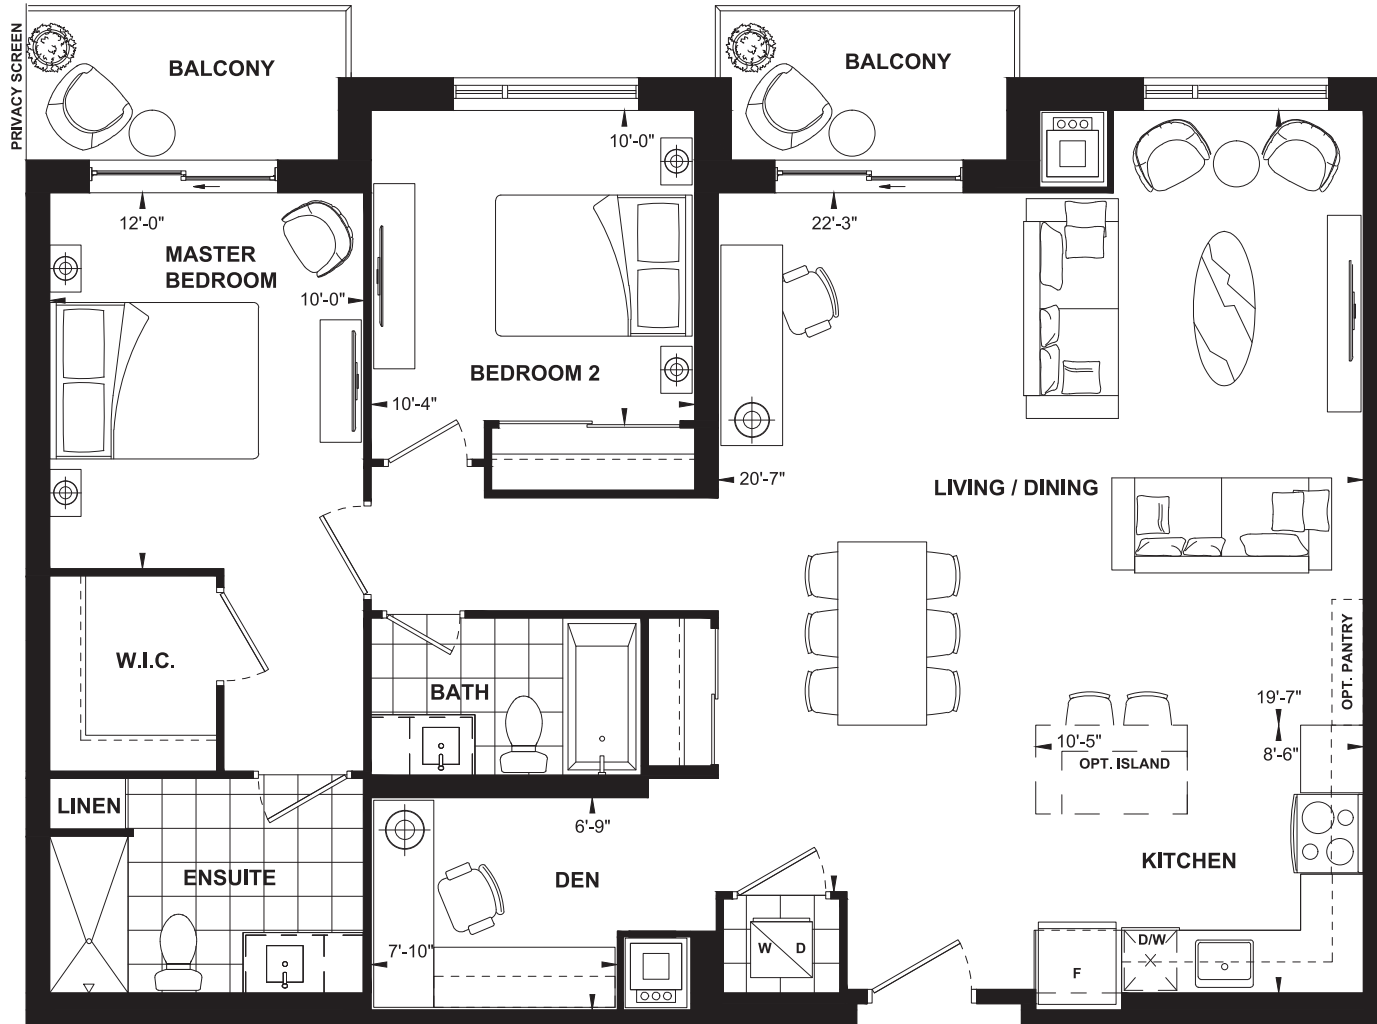 PRIVACY SCREEN
BALCONY
BALCONY
10'-0"
12'-0"
MASTER
BEDROOM
10'-0"
22'-3"
BEDROOM 2
10'-4"
20'-7"
LIVING / DINING
W.I.C.
BATH
OPT. PANTRY
19'-7"
8'-6"
10'-5"
OPT. ISLAND
LINEN
6'-9"
ENSUITE
DEN
KITCHEN
7'-10"
W
D
D/W
F